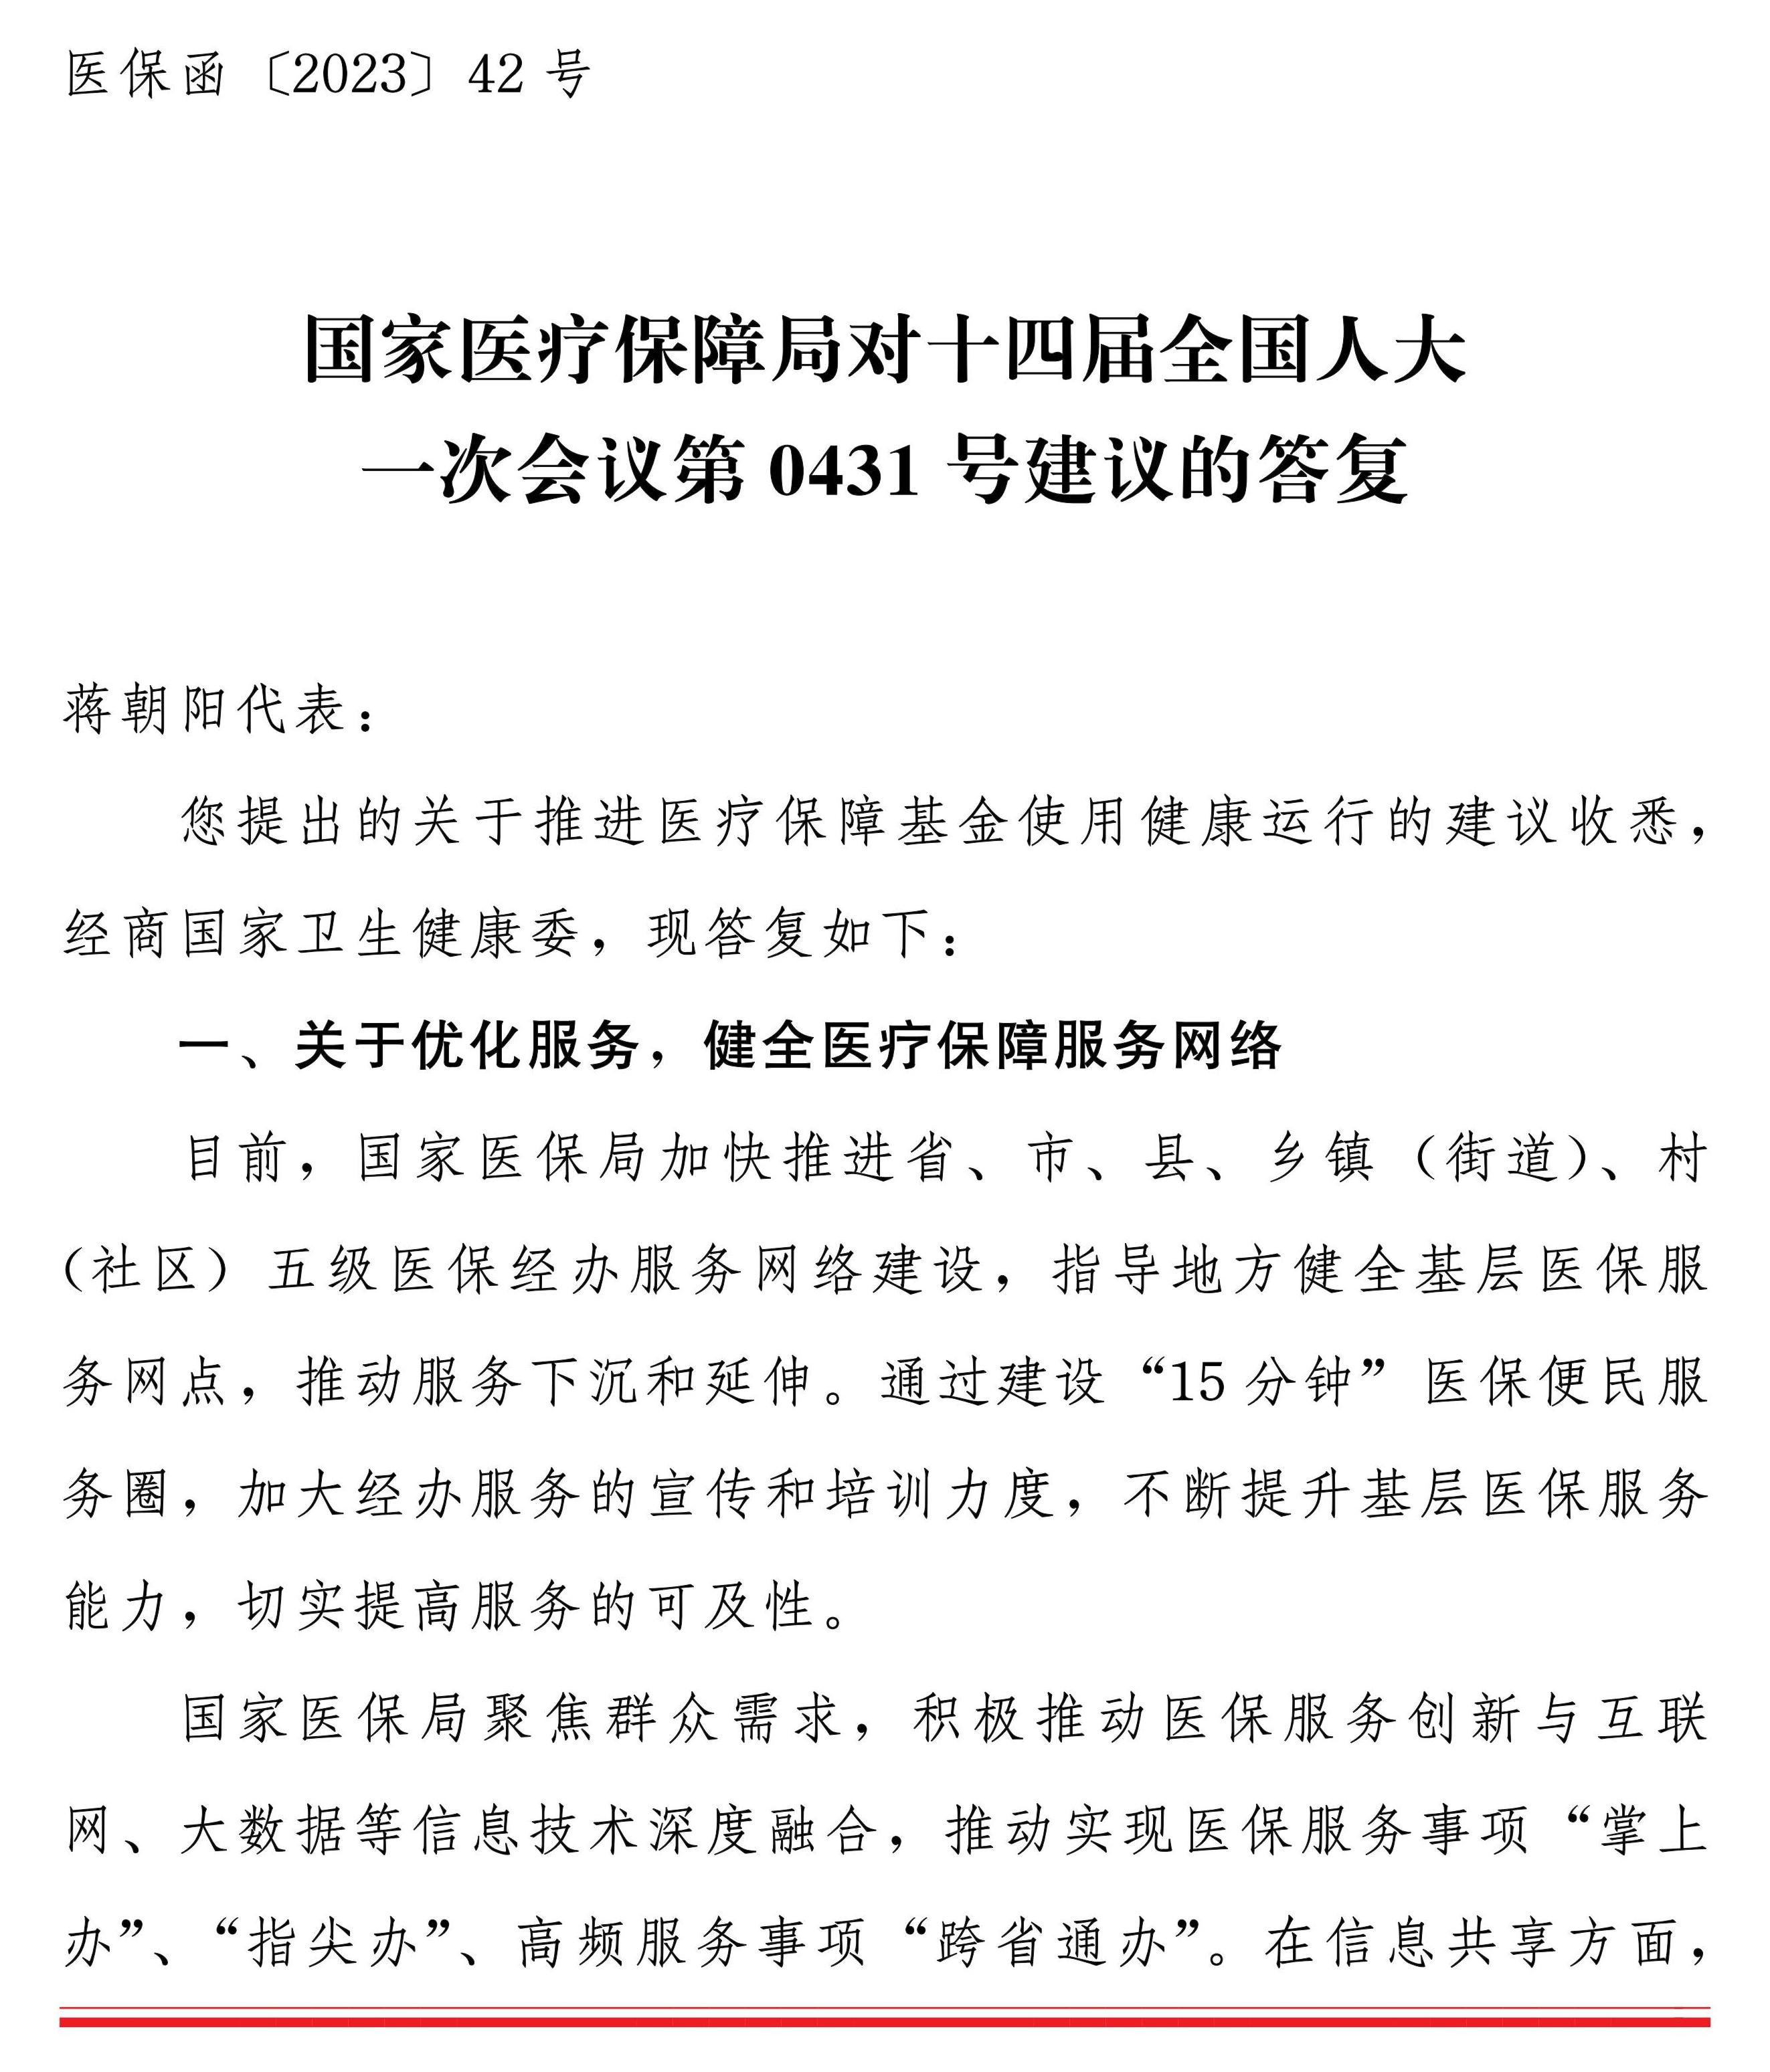 医保函〔2023〕42 号
国家医疗保障局对十四届全国人大
一次会议第 0431 号建议的答复
蒋朝阳代表：
您提出的关于推进医疗保障基金使用健康运行的建议收悉，
经商国家卫生健康委，现答复如下：
一、关于优化服务，健全医疗保障服务网络
目前，国家医保局加快推进省、市、县、乡镇（街道）、村
（社区）五级医保经办服务网络建设，指导地方健全基层医保服
务网点，推动服务下沉和延伸。通过建设“15 分钟”医保便民服
务圈，加大经办服务的宣传和培训力度，不断提升基层医保服务
能力，切实提高服务的可及性。
国家医保局聚焦群众需求，积极推动医保服务创新与互联
网、大数据等信息技术深度融合，推动实现医保服务事项“掌上
办”、“指尖办”、高频服务事项“跨省通办”。在信息共享方面，